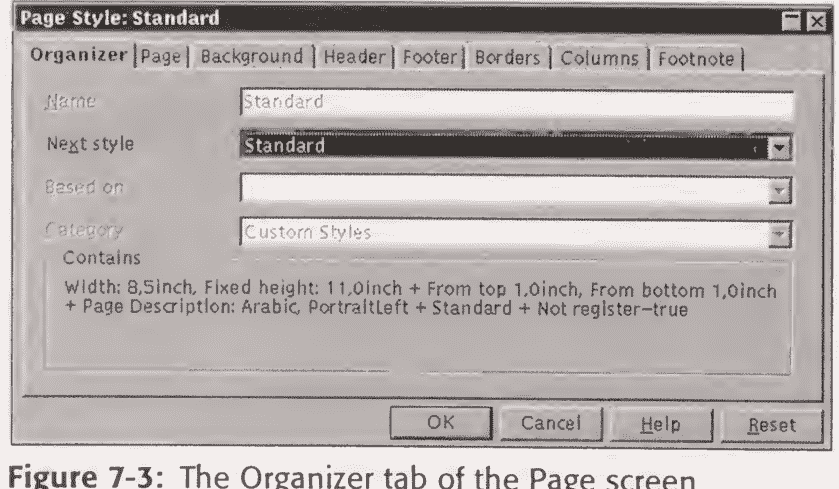 Page Style: Standard
Organizer Page Background Header Footer Borders Columns Footnote
Name Standard
Next style Standard
Based on
Category Custom Styles
Contains
Width: 8,5inch, Fixed height: 11,0inch + From top 1,0inch, From bottom 1,0inch
+ Page Description: Arabic, PortraitLeft + Standard + Not register-true
OK Cancel Help Reset
Figure 7-3: The Organizer tab of the Page screen